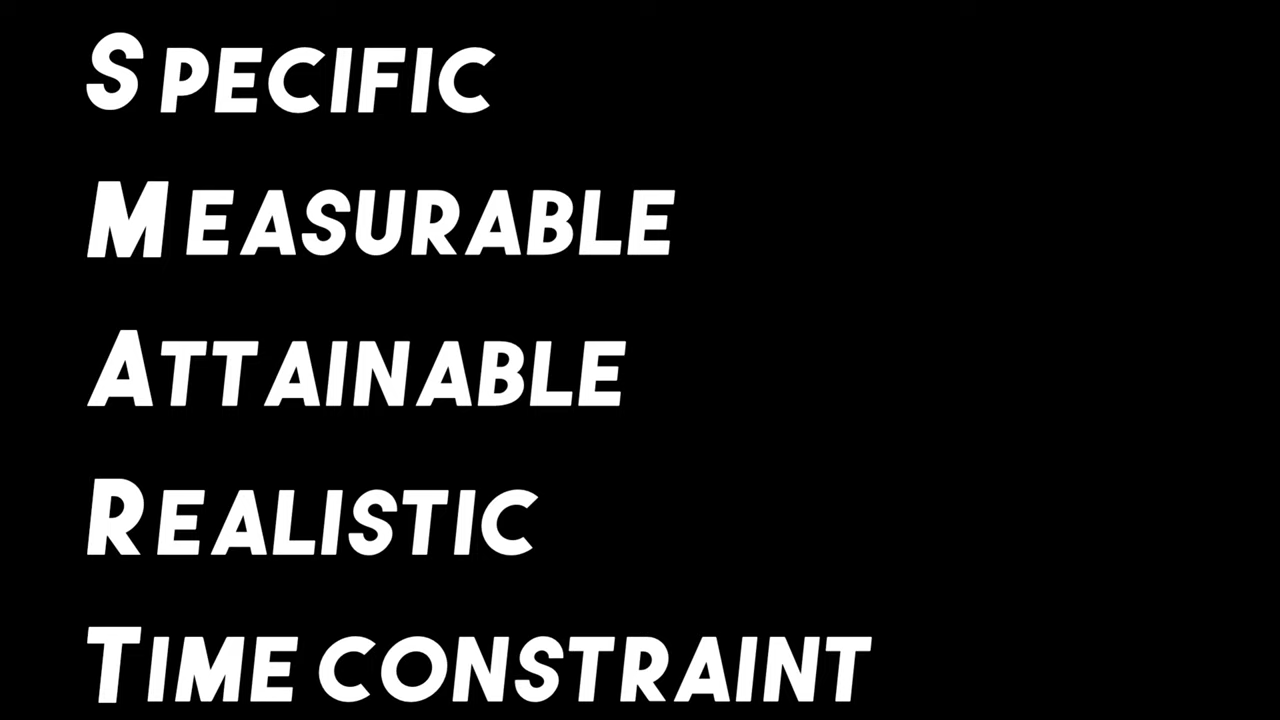 Specific
Measurable
Attainable
Realistic
Time constraint